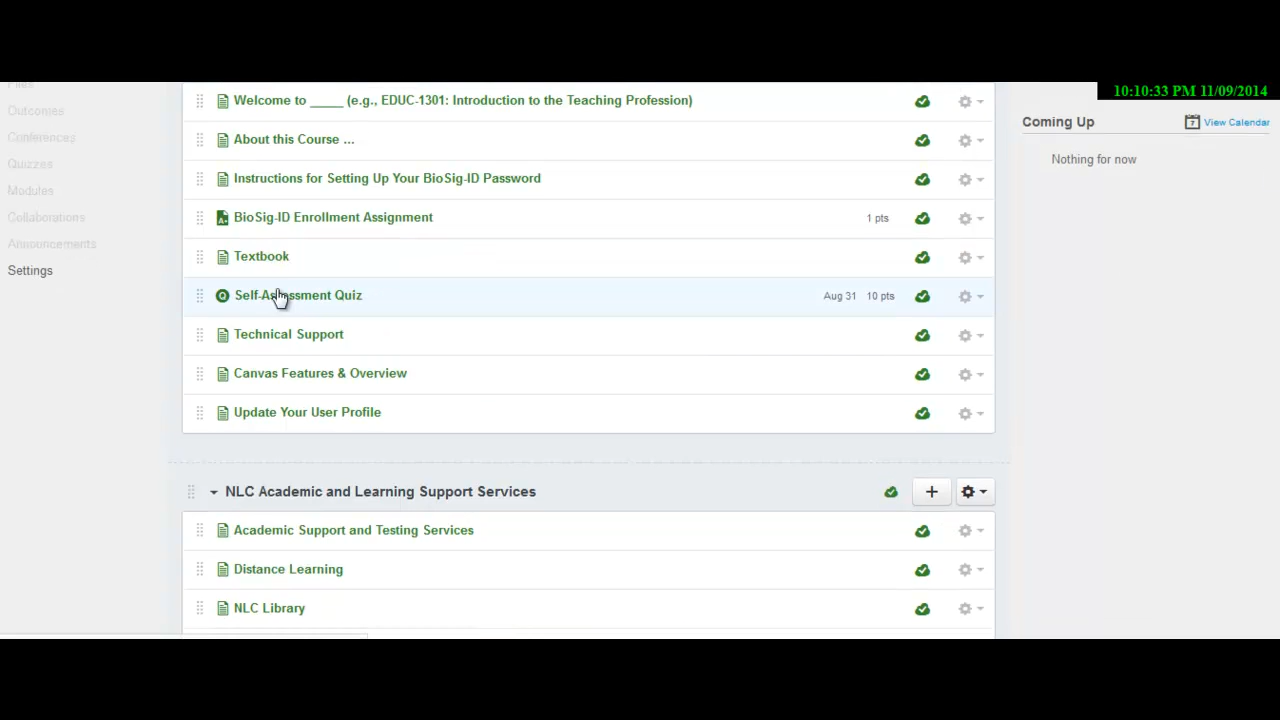 10:10:33 PM 11/09/2014
Files
Outcomes
Conferences
Quizzes
Modules
Collaborations
Announcements
Settings
Welcome to _____ (e.g., EDUC-1301: Introduction to the Teaching Profession)
About this Course ...
Instructions for Setting Up Your BioSig-ID Password
BioSig-ID Enrollment Assignment 1 pts
Textbook
Self-Assessment Quiz Aug 31 10 pts
Technical Support
Canvas Features & Overview
Update Your User Profile
NLC Academic and Learning Support Services
Academic Support and Testing Services
Distance Learning
NLC Library
Coming Up 7 View Calendar
Nothing for now